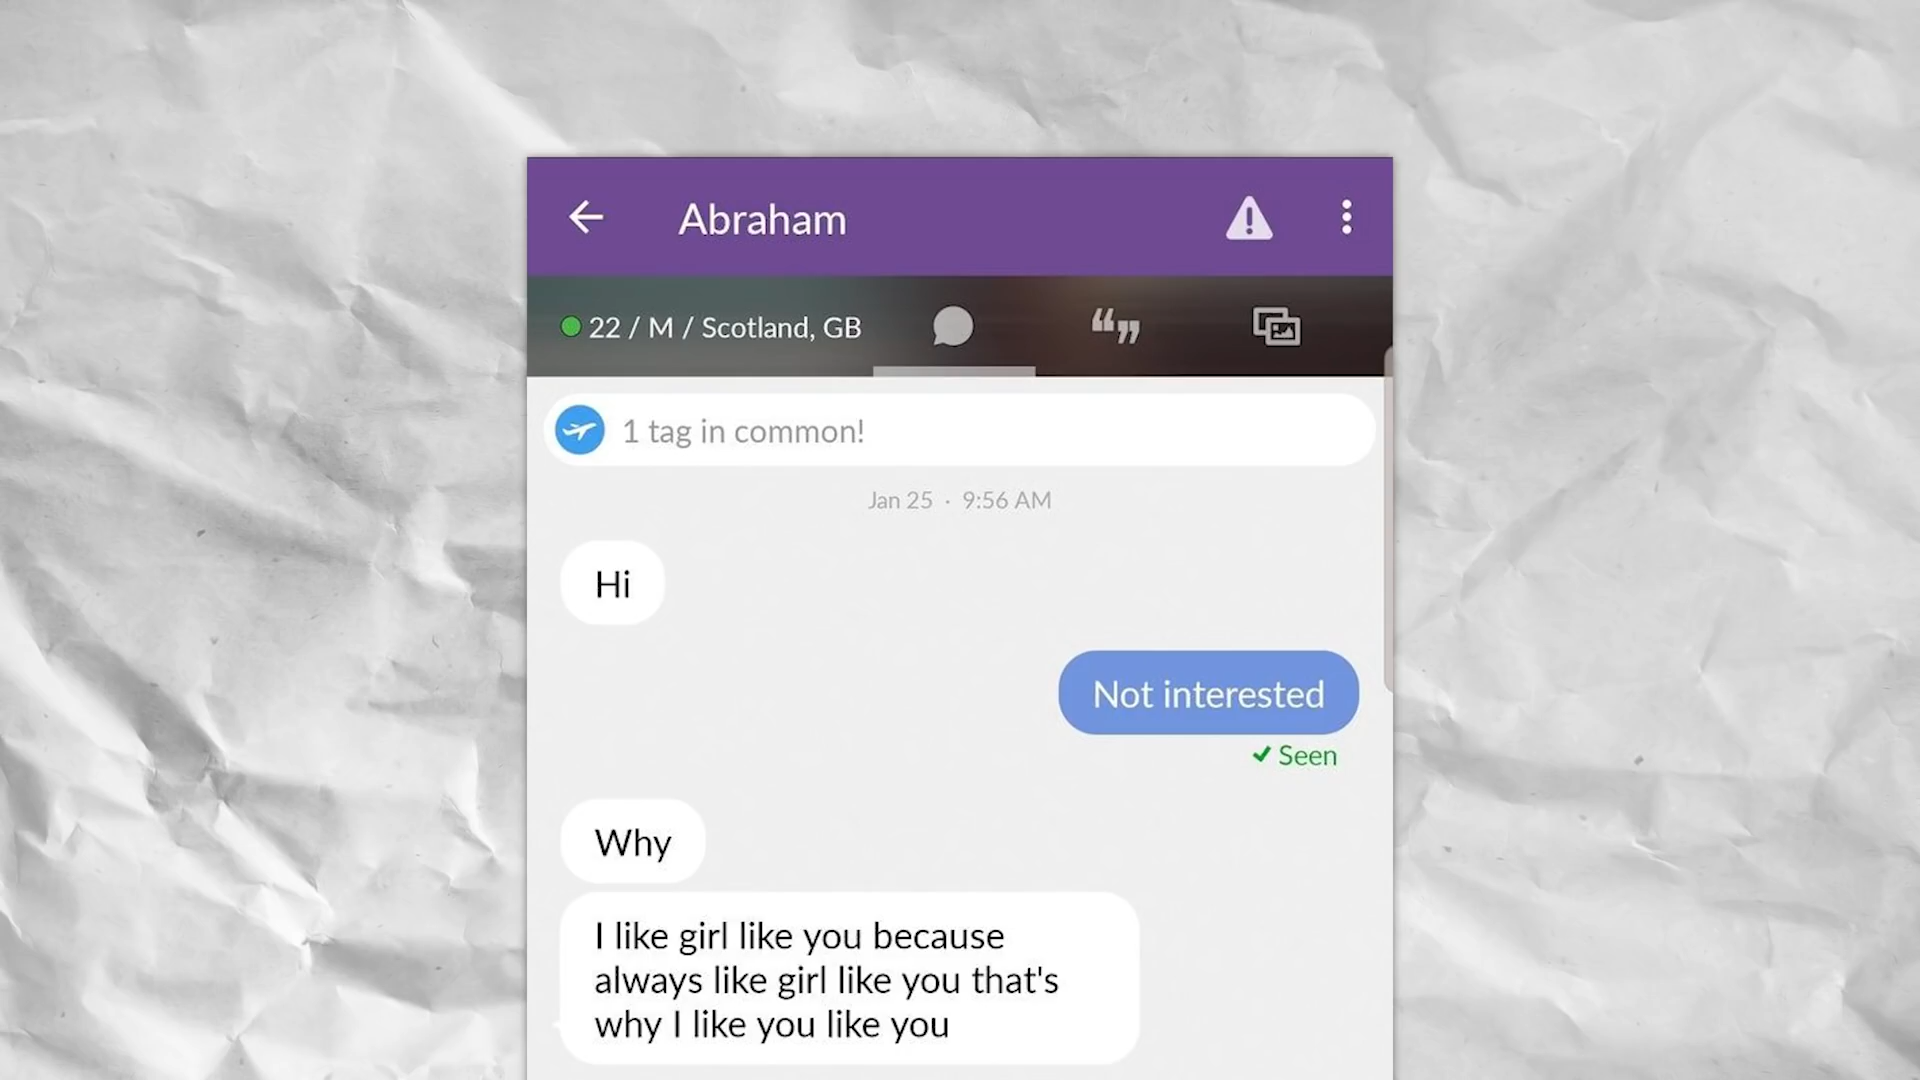 Abraham
22 / M / Scotland, GB
1 tag in common!
Jan 25 · 9:56 AM
Hi
Not interested
✓ Seen
Why
I like girl like you because
always like girl like you that's
why I like you like you